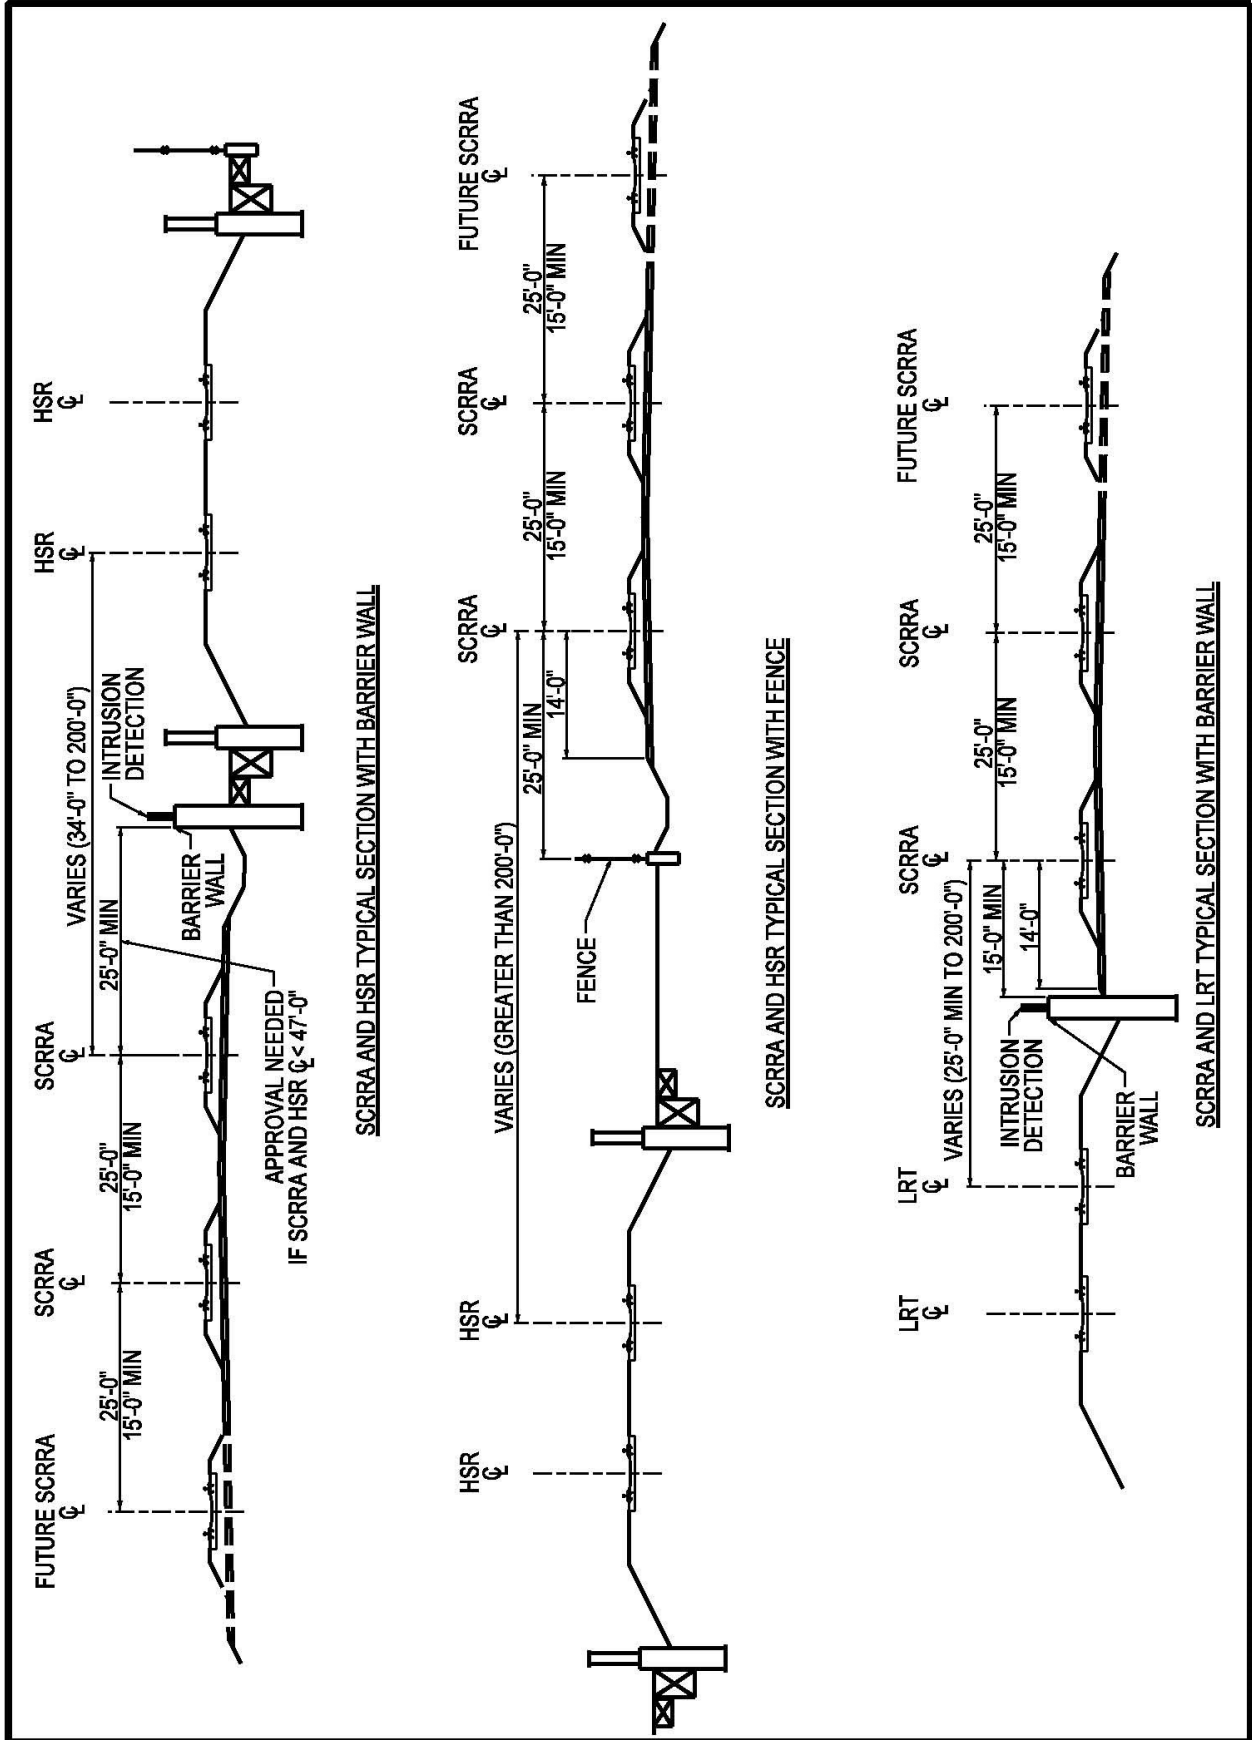 FUTURE SCRRA
℄
SCRRA
℄
SCRRA
℄
HSR
℄
HSR
℄
25'-0"
15'-0" MIN
25'-0"
15'-0" MIN
25'-0" MIN
VARIES (34'-0" TO 200'-0")
INTRUSION
DETECTION
BARRIER
WALL
APPROVAL NEEDED
IF SCRRA AND HSR ℄ < 47'-0"
SCRRA AND HSR TYPICAL SECTION WITH BARRIER WALL
HSR
℄
HSR
℄
SCRRA
℄
SCRRA
℄
FUTURE SCRRA
℄
VARIES (GREATER THAN 200'-0")
25'-0" MIN
14'-0"
25'-0"
15'-0" MIN
25'-0"
15'-0" MIN
FENCE
SCRRA AND HSR TYPICAL SECTION WITH FENCE
LRT
℄
LRT
℄
SCRRA
℄
SCRRA
℄
FUTURE SCRRA
℄
VARIES (25'-0" MIN TO 200'-0")
15'-0" MIN
14'-0"
25'-0"
15'-0" MIN
25'-0"
15'-0" MIN
INTRUSION
DETECTION
BARRIER
WALL
SCRRA AND LRT TYPICAL SECTION WITH BARRIER WALL